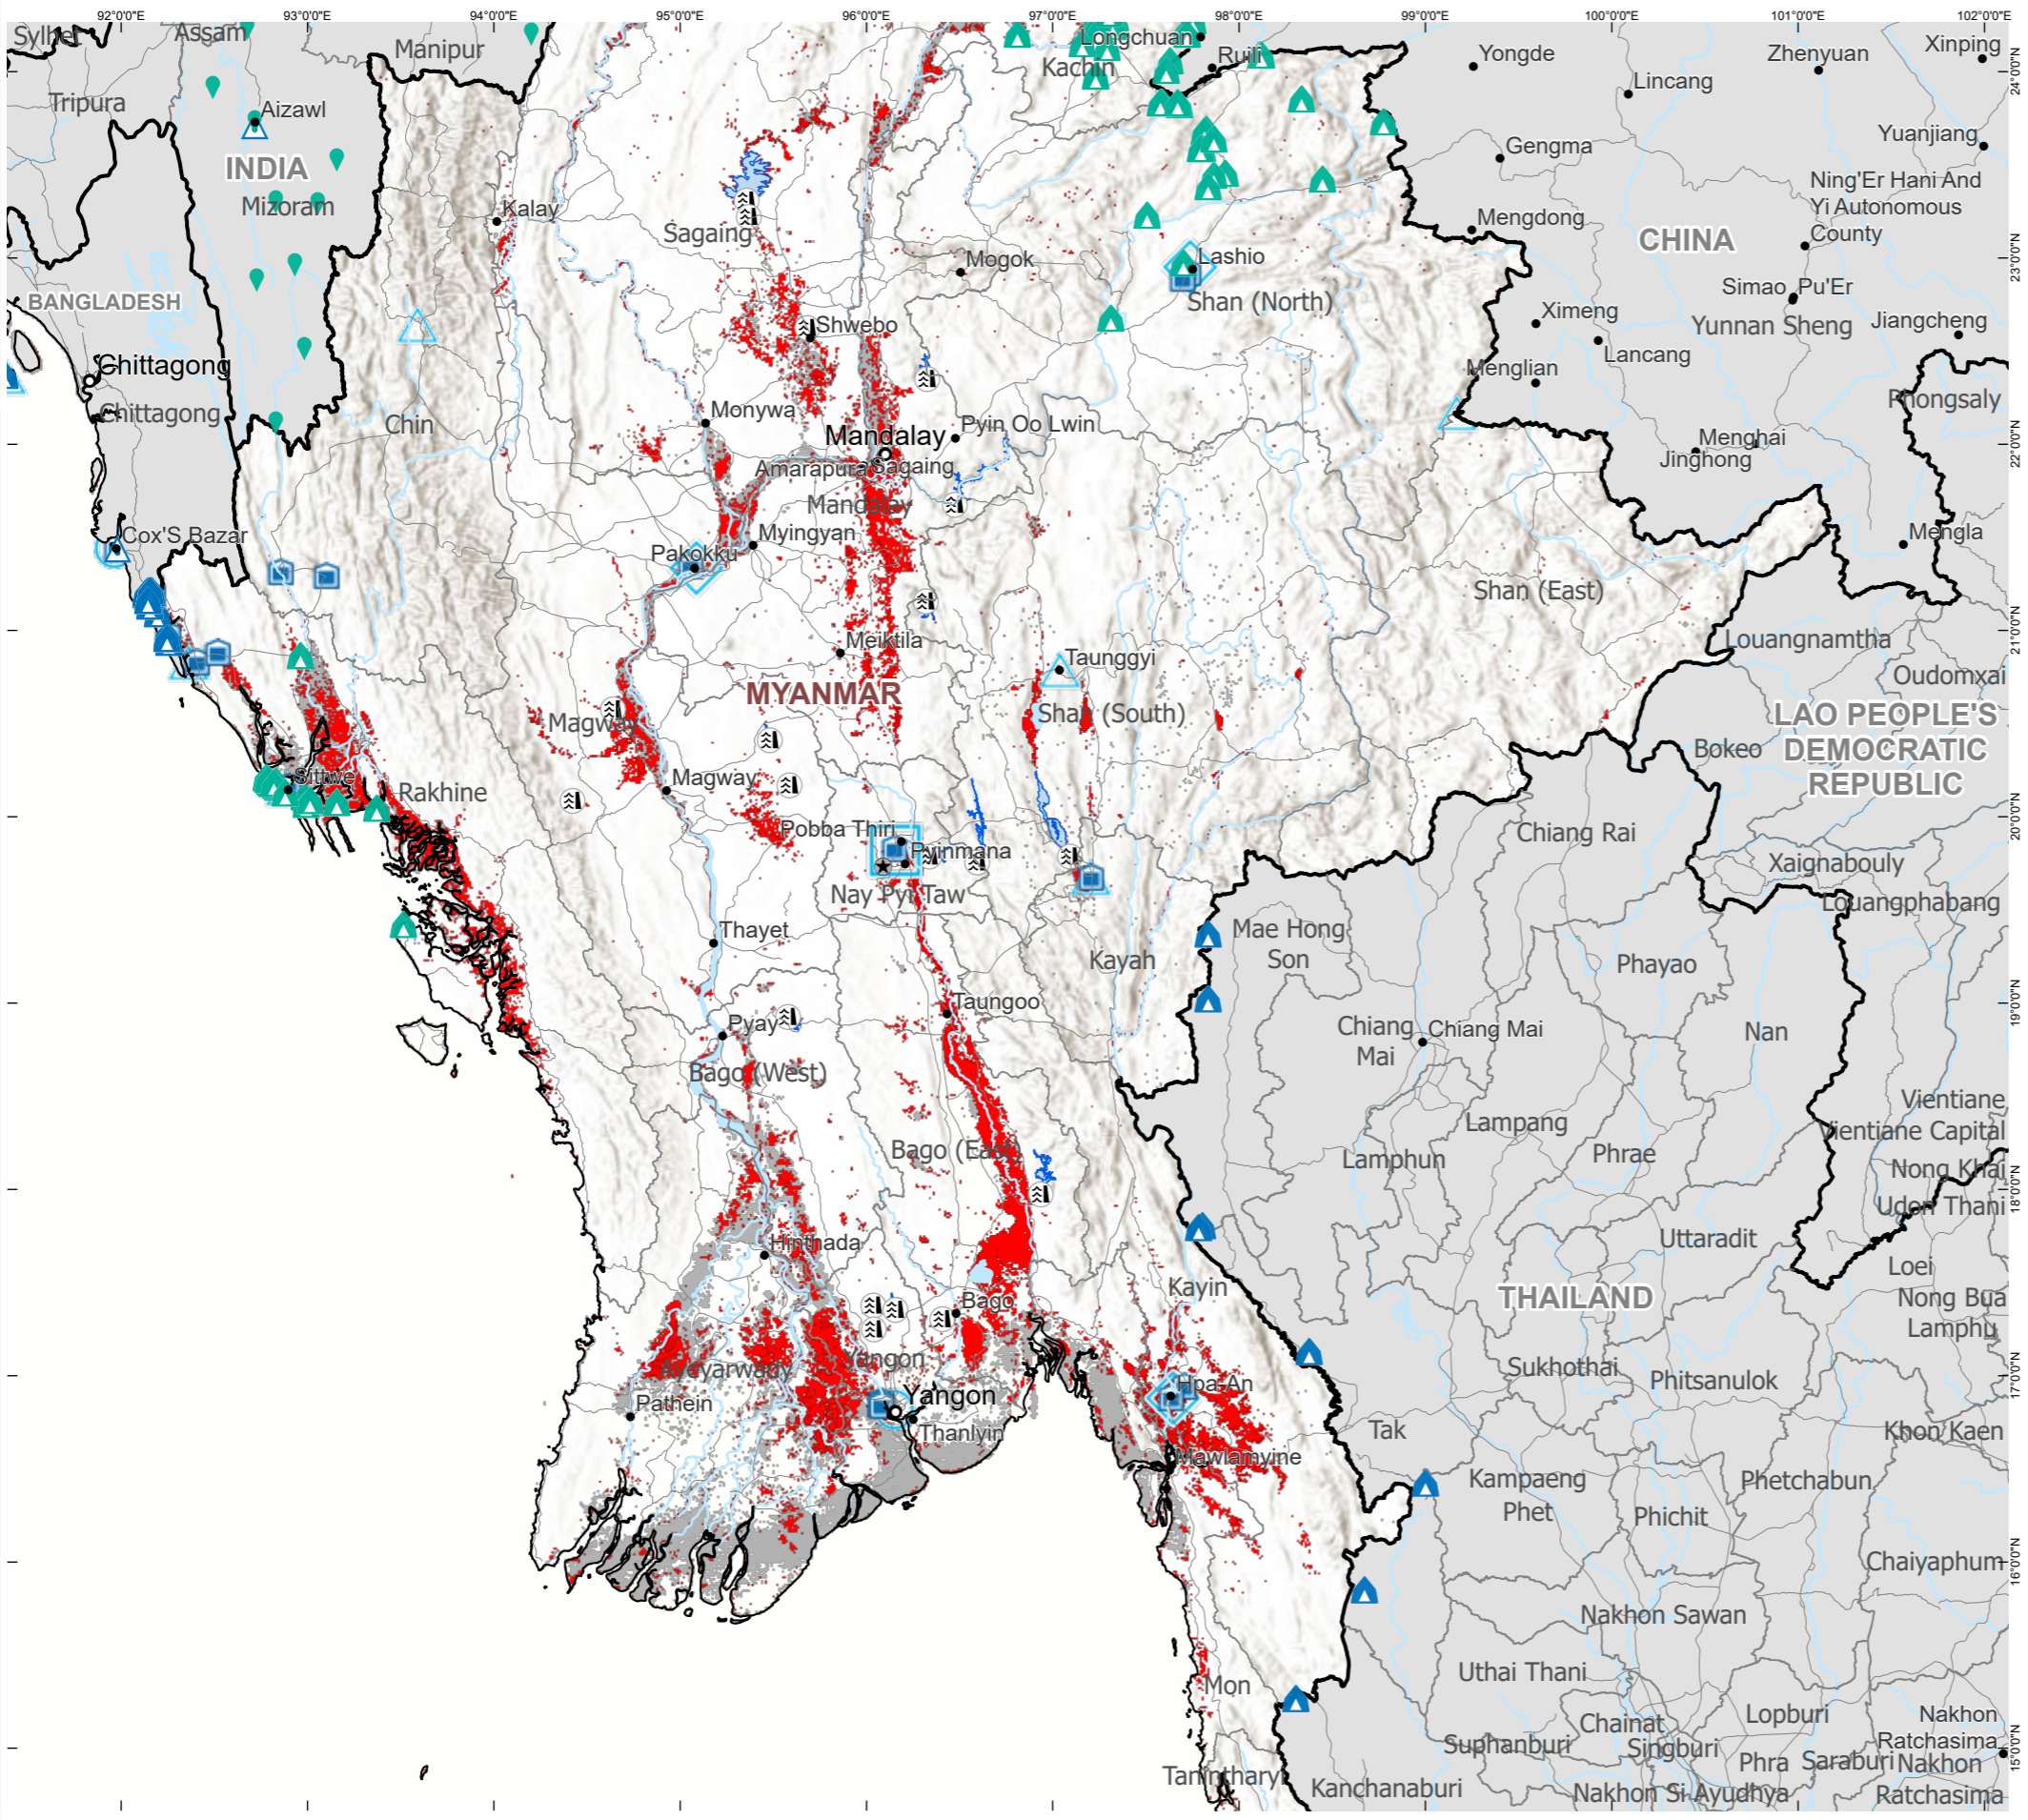 92°0'0"E
93°0'0"E
94°0'0"E
95°0'0"E
96°0'0"E
97°0'0"E
98°0'0"E
99°0'0"E
100°0'0"E
101°0'0"E
102°0'0"E
Sylhet
Assam
Manipur
Longchuan
Ruili
Kachin
Yongde
Zhenyuan
Xinping
Tripura
Aizawl
Lincang
24°0'0"N
INDIA
Gengma
Yuanjiang
Mizoram
Kalay
Sagaing
Mengdong
Ning'Er Hani And
Yi Autonomous
County
CHINA
Mogok
Lashio
23°0'0"N
BANGLADESH
Shan (North)
Simao
Pu'Er
Shwebo
Ximeng
Yunnan Sheng
Jiangcheng
Chittagong
Lancang
Menglian
Chittagong
Chin
Monywa
Phongsaly
Mandalay
Pyin Oo Lwin
Menghai
22°0'0"N
Amarapura
Sagaing
Jinghong
Mandalay
Cox'S Bazar
Myingyan
Mengla
Pakokku
Shan (East)
Meiktila
Louangnamtha
21°0'0"N
Taunggyi
Oudomxai
MYANMAR
Magway
Shan (South)
LAO PEOPLE'S
DEMOCRATIC
REPUBLIC
Bokeo
Sittwe
Magway
Rakhine
20°0'0"N
Pobba Thiri
Chiang Rai
Pyinmana
Xaignabouly
Nay Pyi Taw
Louangphabang
Thayet
Mae Hong
Son
Kayah
Phayao
Taungoo
19°0'0"N
Pyay
Chiang
Mai
Chiang Mai
Nan
Bago (West)
Vientiane
Lampang
Vientiane Capital
Bago (East)
Lamphun
Phrae
Nong Khai
18°0'0"N
Udon Thani
Hinthada
Uttaradit
Loei
Kayin
THAILAND
Nong Bua
Lamphu
Bago
Ayeyarwady
Yangon
Sukhothai
Phitsanulok
17°0'0"N
Hpa-An
Pathein
Yangon
Thanlyin
Tak
Khon Kaen
Mawlamyine
Kampaeng
Phet
Phetchabun
Phichit
Chaiyaphum
16°0'0"N
Nakhon Sawan
Mon
Uthai Thani
Chainat
Lopburi
Nakhon
Ratchasima
Suphanburi
Singburi
Phra
Saraburi
Nakhon
Ratchasima
15°0'0"N
Tanintharyi
Kanchanaburi
Nakhon Si Ayudhya